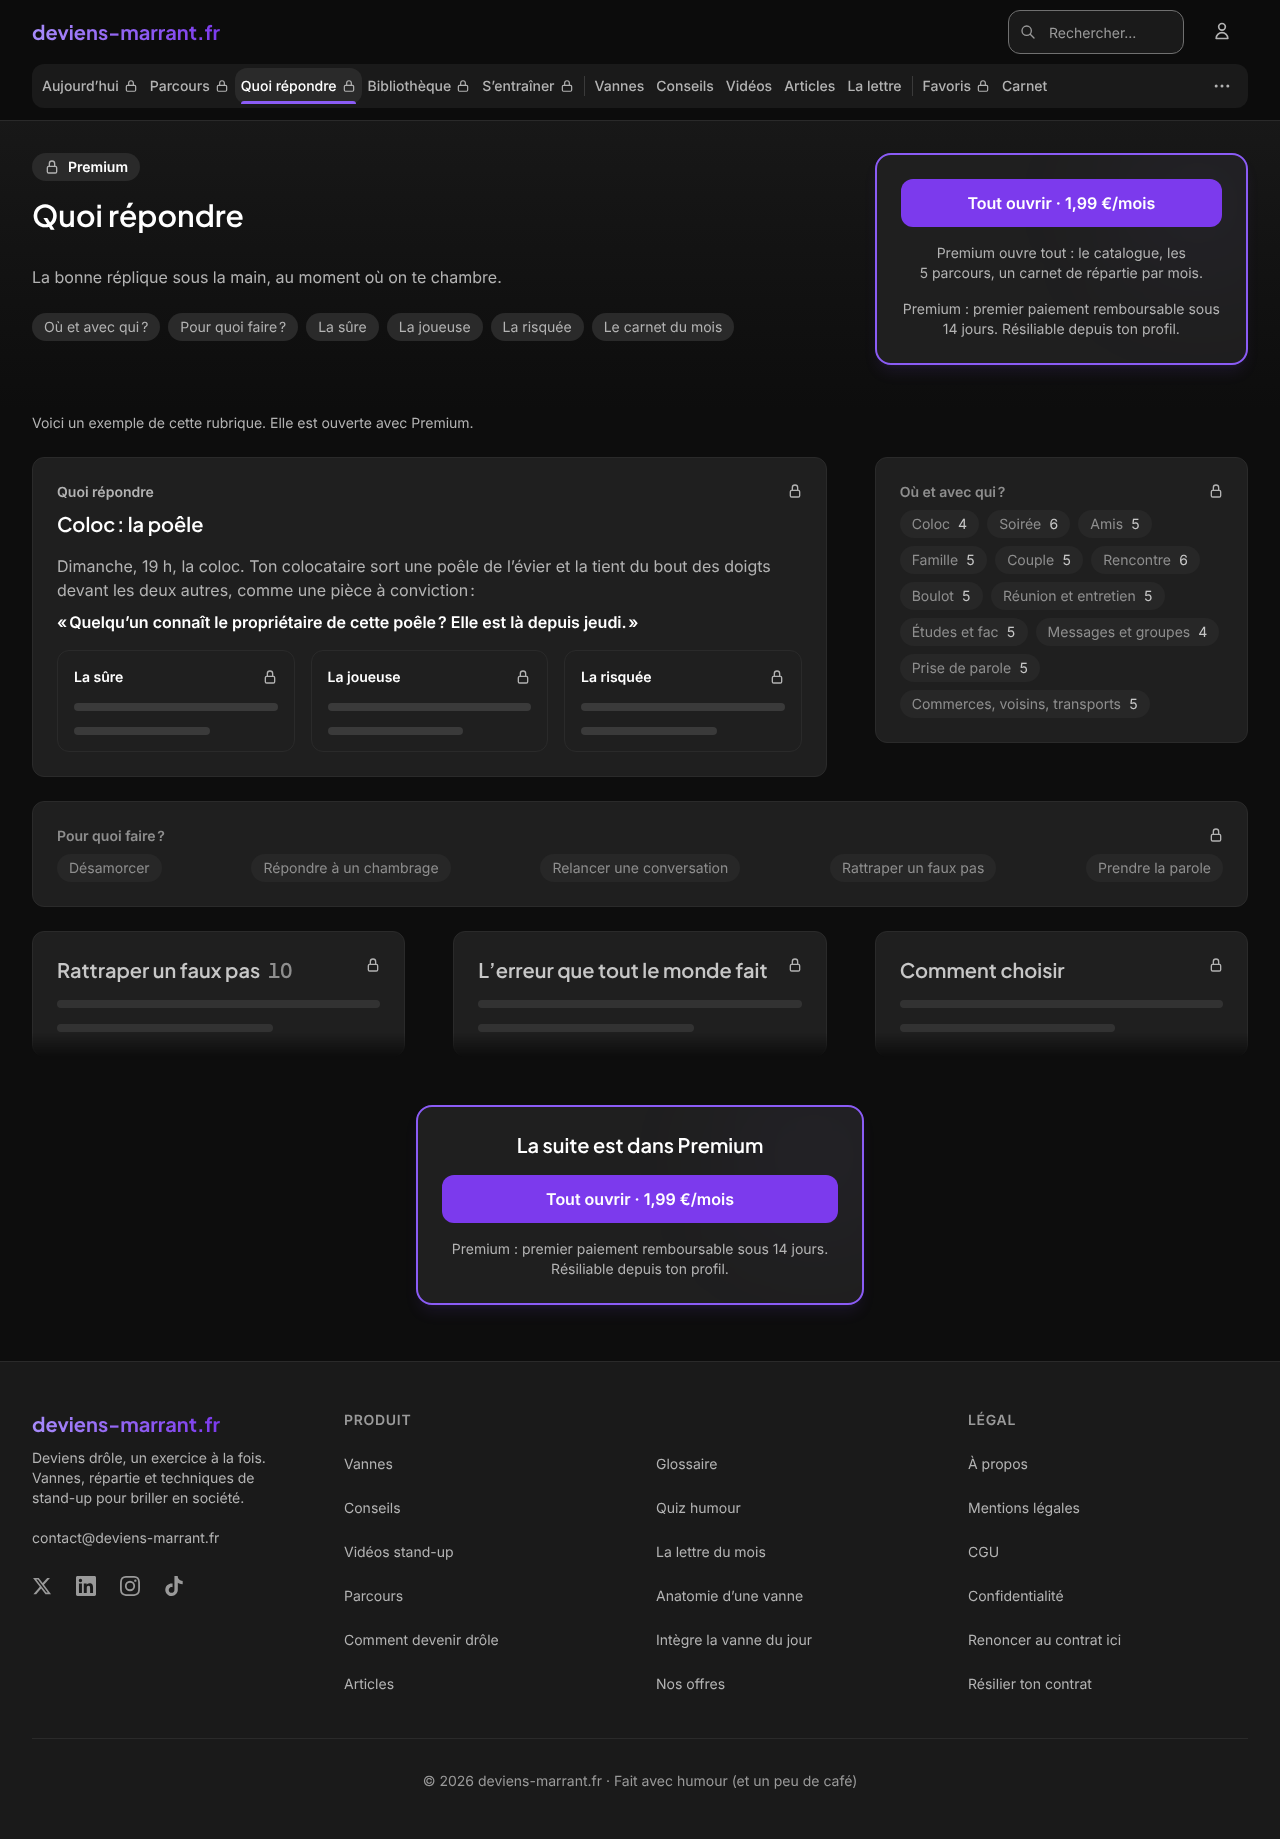 deviens-marrant.fr
Rechercher...
Aujourd’hui Parcours Quoi répondre Bibliothèque S’entraîner Vannes Conseils Vidéos Articles La lettre Favoris Carnet
Premium
Quoi répondre
La bonne réplique sous la main, au moment où on te chambre.
Où et avec qui ? Pour quoi faire ? La sûre La joueuse La risquée Le carnet du mois
Tout ouvrir · 1,99 €/mois
Premium ouvre tout : le catalogue, les
5 parcours, un carnet de répartie par mois.
Premium : premier paiement remboursable sous
14 jours. Résiliable depuis ton profil.
Voici un exemple de cette rubrique. Elle est ouverte avec Premium.
Quoi répondre
Coloc : la poêle
Dimanche, 19 h, la coloc. Ton colocataire sort une poêle de l’évier et la tient du bout des doigts
devant les deux autres, comme une pièce à conviction :
« Quelqu’un connaît le propriétaire de cette poêle ? Elle est là depuis jeudi. »
La sûre La joueuse La risquée
Où et avec qui ?
Coloc 4 Soirée 6 Amis 5
Famille 5 Couple 5 Rencontre 6
Boulot 5 Réunion et entretien 5
Études et fac 5 Messages et groupes 4
Prise de parole 5
Commerces, voisins, transports 5
Pour quoi faire ?
Désamorcer Répondre à un chambrage Relancer une conversation Rattraper un faux pas Prendre la parole
Rattraper un faux pas 10
L’erreur que tout le monde fait
Comment choisir
La suite est dans Premium
Tout ouvrir · 1,99 €/mois
Premium : premier paiement remboursable sous 14 jours.
Résiliable depuis ton profil.
deviens-marrant.fr
Deviens drôle, un exercice à la fois.
Vannes, répartie et techniques de
stand-up pour briller en société.
contact@deviens-marrant.fr
PRODUIT
Vannes
Conseils
Vidéos stand-up
Parcours
Comment devenir drôle
Articles
Glossaire
Quiz humour
La lettre du mois
Anatomie d’une vanne
Intègre la vanne du jour
Nos offres
LÉGAL
À propos
Mentions légales
CGU
Confidentialité
Renoncer au contrat ici
Résilier ton contrat
© 2026 deviens-marrant.fr · Fait avec humour (et un peu de café)